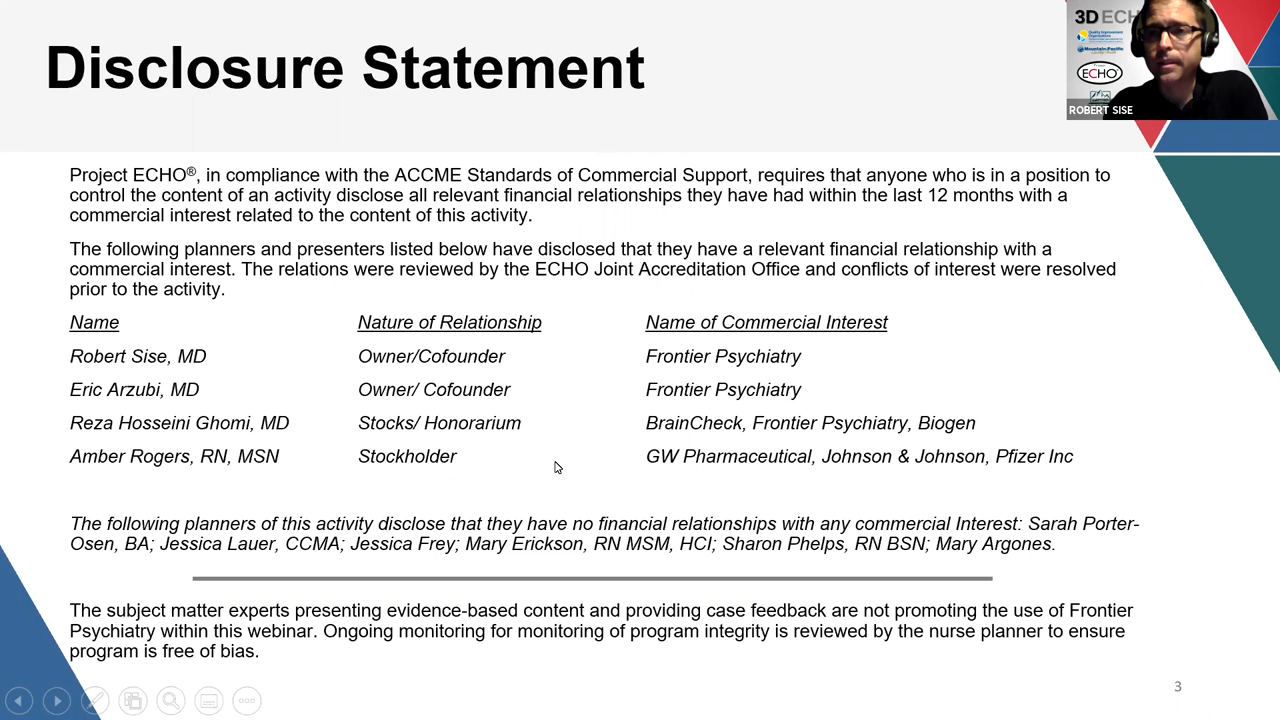 Disclosure Statement
3D ECH
Mountain-Pacific
ECHO
ROBERT SISE
Project ECHO®, in compliance with the ACCME Standards of Commercial Support, requires that anyone who is in a position to
control the content of an activity disclose all relevant financial relationships they have had within the last 12 months with a
commercial interest related to the content of this activity.
The following planners and presenters listed below have disclosed that they have a relevant financial relationship with a
commercial interest. The relations were reviewed by the ECHO Joint Accreditation Office and conflicts of interest were resolved
prior to the activity.
Name Nature of Relationship Name of Commercial Interest
Robert Sise, MD Owner/Cofounder Frontier Psychiatry
Eric Arzubi, MD Owner/ Cofounder Frontier Psychiatry
Reza Hosseini Ghomi, MD Stocks/ Honorarium BrainCheck, Frontier Psychiatry, Biogen
Amber Rogers, RN, MSN Stockholder GW Pharmaceutical, Johnson & Johnson, Pfizer Inc
The following planners of this activity disclose that they have no financial relationships with any commercial Interest: Sarah Porter-
Osen, BA; Jessica Lauer, CCMA; Jessica Frey; Mary Erickson, RN MSM, HCI; Sharon Phelps, RN BSN; Mary Argones.
The subject matter experts presenting evidence-based content and providing case feedback are not promoting the use of Frontier
Psychiatry within this webinar. Ongoing monitoring for monitoring of program integrity is reviewed by the nurse planner to ensure
program is free of bias.
3